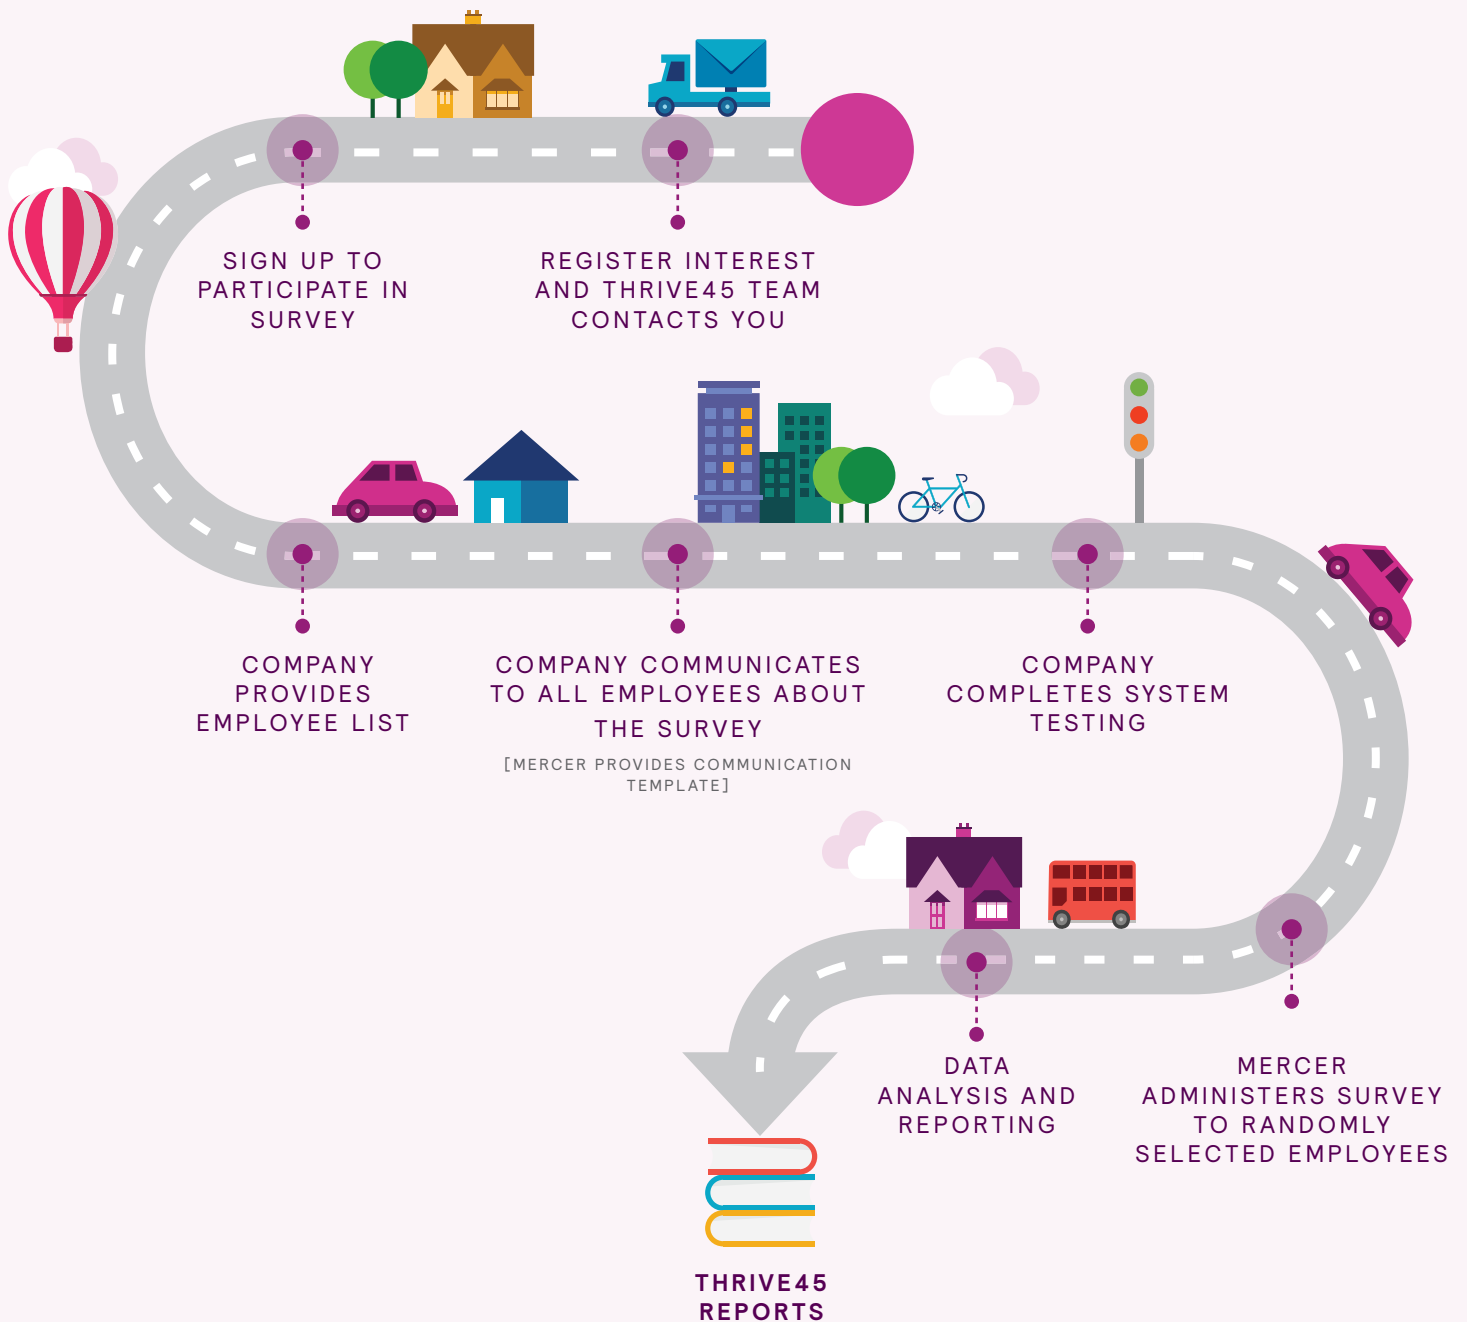 SIGN UP TO
PARTICIPATE IN
SURVEY
REGISTER INTEREST
AND THRIVE45 TEAM
CONTACTS YOU
COMPANY
PROVIDES
EMPLOYEE LIST
COMPANY COMMUNICATES
TO ALL EMPLOYEES ABOUT
THE SURVEY
[MERCER PROVIDES COMMUNICATION
TEMPLATE]
COMPANY
COMPLETES SYSTEM
TESTING
DATA
ANALYSIS AND
REPORTING
MERCER
ADMINISTERS SURVEY
TO RANDOMLY
SELECTED EMPLOYEES
THRIVE45
REPORTS